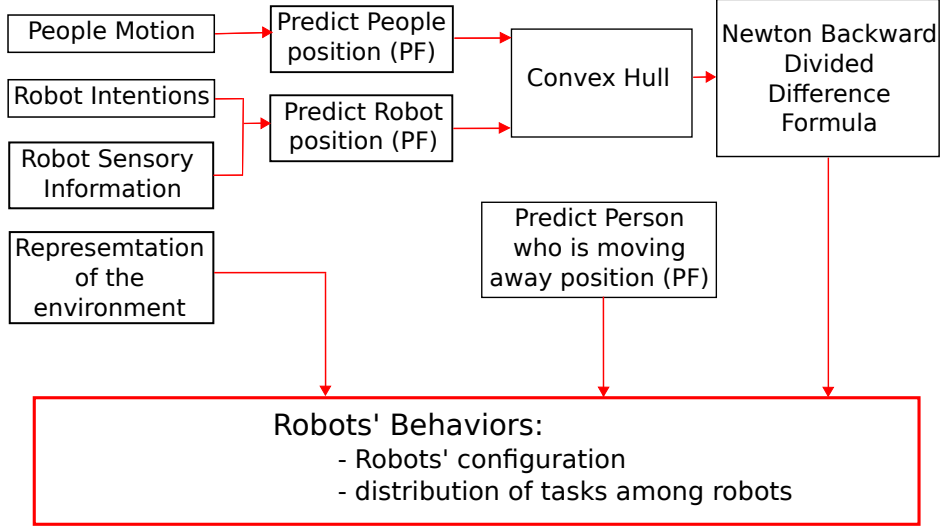 People Motion
Predict People
position (PF)
Robot Intentions
Predict Robot
position (PF)
Robot Sensory
Information
Convex Hull
Newton Backward
Divided
Difference
Formula
Represemtation
of the
environment
Predict Person
who is moving
away position (PF)
Robots' Behaviors:
- Robots' configuration
- distribution of tasks among robots